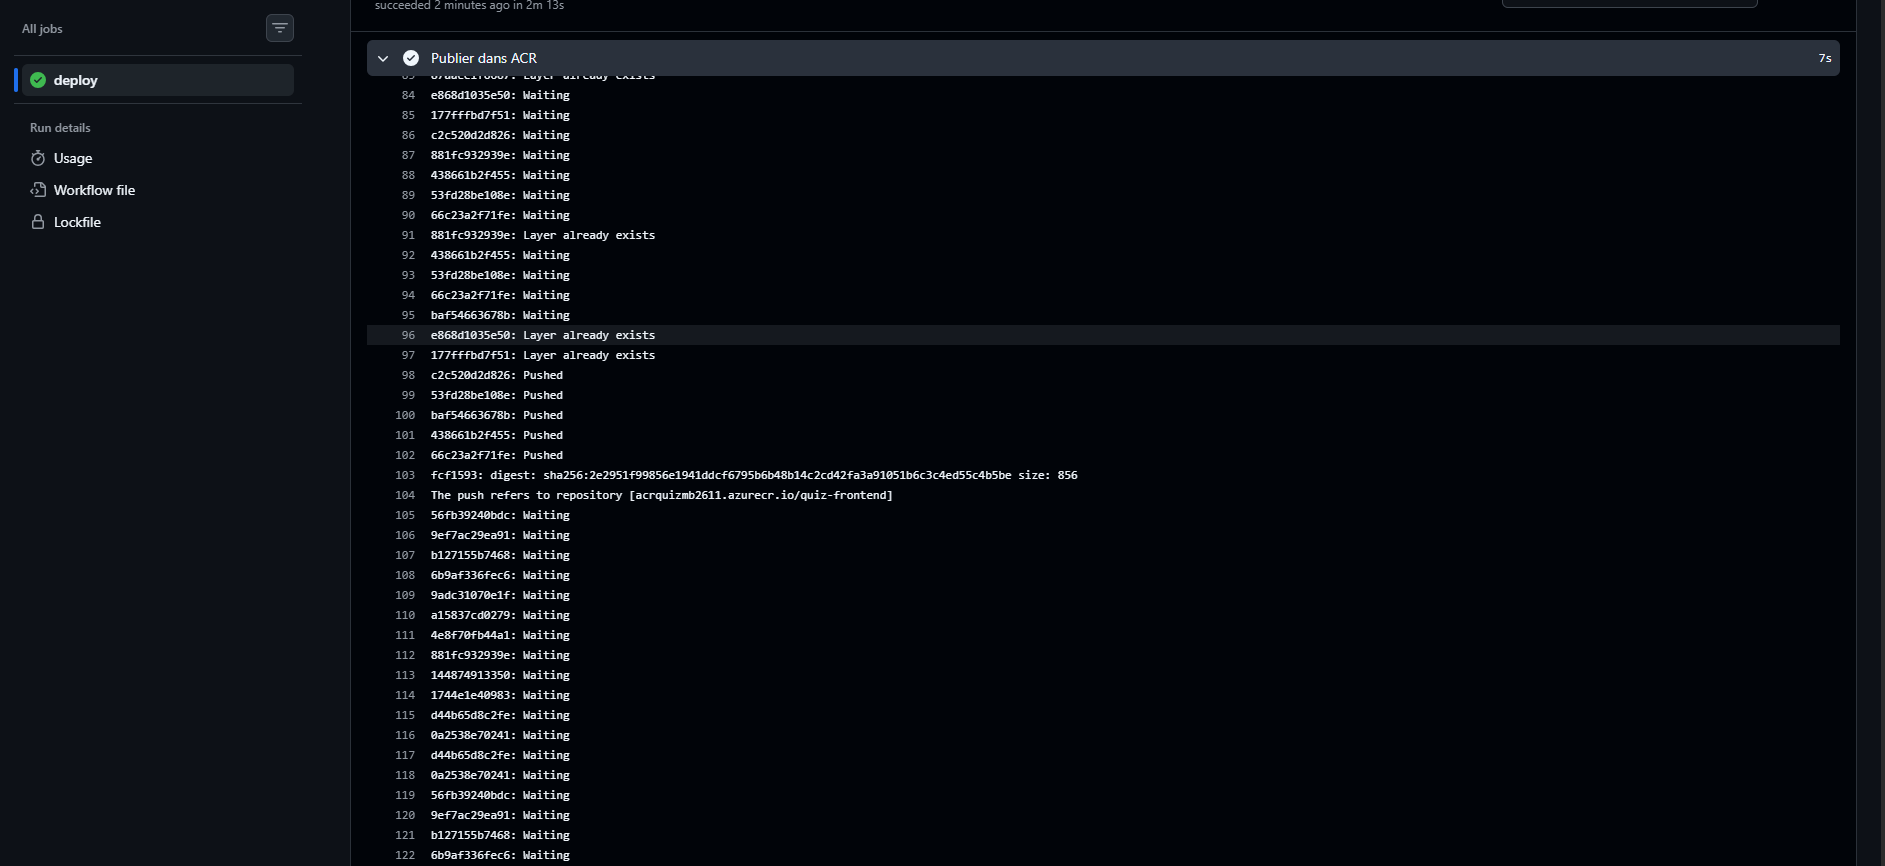 succeeded 2 minutes ago in 2m 13s
All jobs
deploy
Run details
Usage
Workflow file
Lockfile
Publier dans ACR
7s
Layer already exists
84 e868d1035e50: Waiting
85 177fffbd7f51: Waiting
86 c2c520d2d826: Waiting
87 881fc932939e: Waiting
88 438661b2f455: Waiting
89 53fd28be108e: Waiting
90 66c23a2f71fe: Waiting
91 881fc932939e: Layer already exists
92 438661b2f455: Waiting
93 53fd28be108e: Waiting
94 66c23a2f71fe: Waiting
95 baf54663678b: Waiting
96 e868d1035e50: Layer already exists
97 177fffbd7f51: Layer already exists
98 c2c520d2d826: Pushed
99 53fd28be108e: Pushed
100 baf54663678b: Pushed
101 438661b2f455: Pushed
102 66c23a2f71fe: Pushed
103 fcf1593: digest: sha256:2e2951f99856e1941ddcf6795b6b48b14c2cd42fa3a91051b6c3c4ed55c4b5be size: 856
104 The push refers to repository [acrquizmb2611.azurecr.io/quiz-frontend]
105 56fb39240bdc: Waiting
106 9ef7ac29ea91: Waiting
107 b127155b7468: Waiting
108 6b9af336fec6: Waiting
109 9adc31070e1f: Waiting
110 a15837cd0279: Waiting
111 4e8f70fb44a1: Waiting
112 881fc932939e: Waiting
113 144874913350: Waiting
114 1744e1e40983: Waiting
115 d44b65d8c2fe: Waiting
116 0a2538e70241: Waiting
117 d44b65d8c2fe: Waiting
118 0a2538e70241: Waiting
119 56fb39240bdc: Waiting
120 9ef7ac29ea91: Waiting
121 b127155b7468: Waiting
122 6b9af336fec6: Waiting